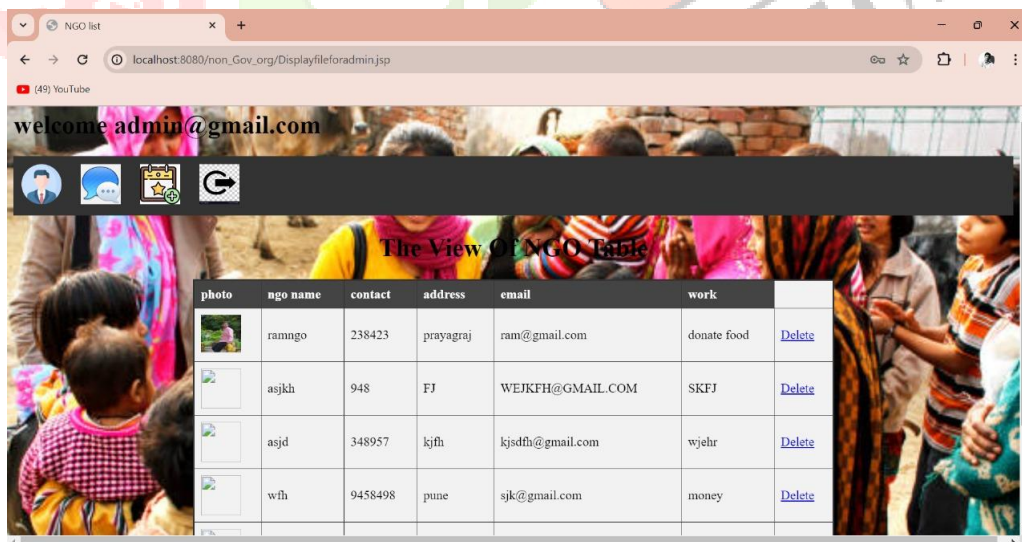 NGO list
localhost:8080/non_Gov_org/Displayfileforadmin.jsp
(49) YouTube
welcome admin@gmail.com
The View Of NGO Table
photo ngo name contact address email work
ramngo 238423 prayagraj ram@gmail.com donate food Delete
asjkh 948 FJ WEJKFH@GMAIL.COM SKFJ Delete
asjd 348957 kjfh kjsdfh@gmail.com wjehr Delete
wfh 9458498 pune sjk@gmail.com money Delete